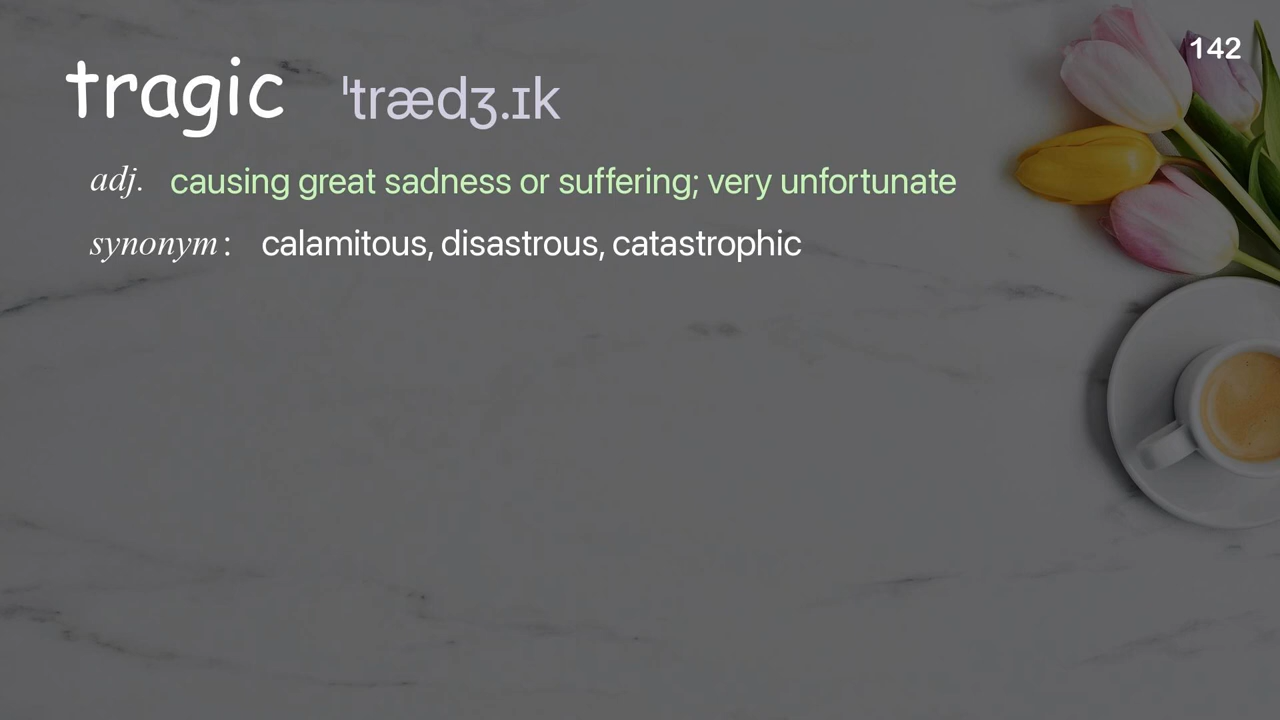 142
tragic ˈtrædʒ.ɪk
adj. causing great sadness or suffering; very unfortunate
synonym: calamitous, disastrous, catastrophic